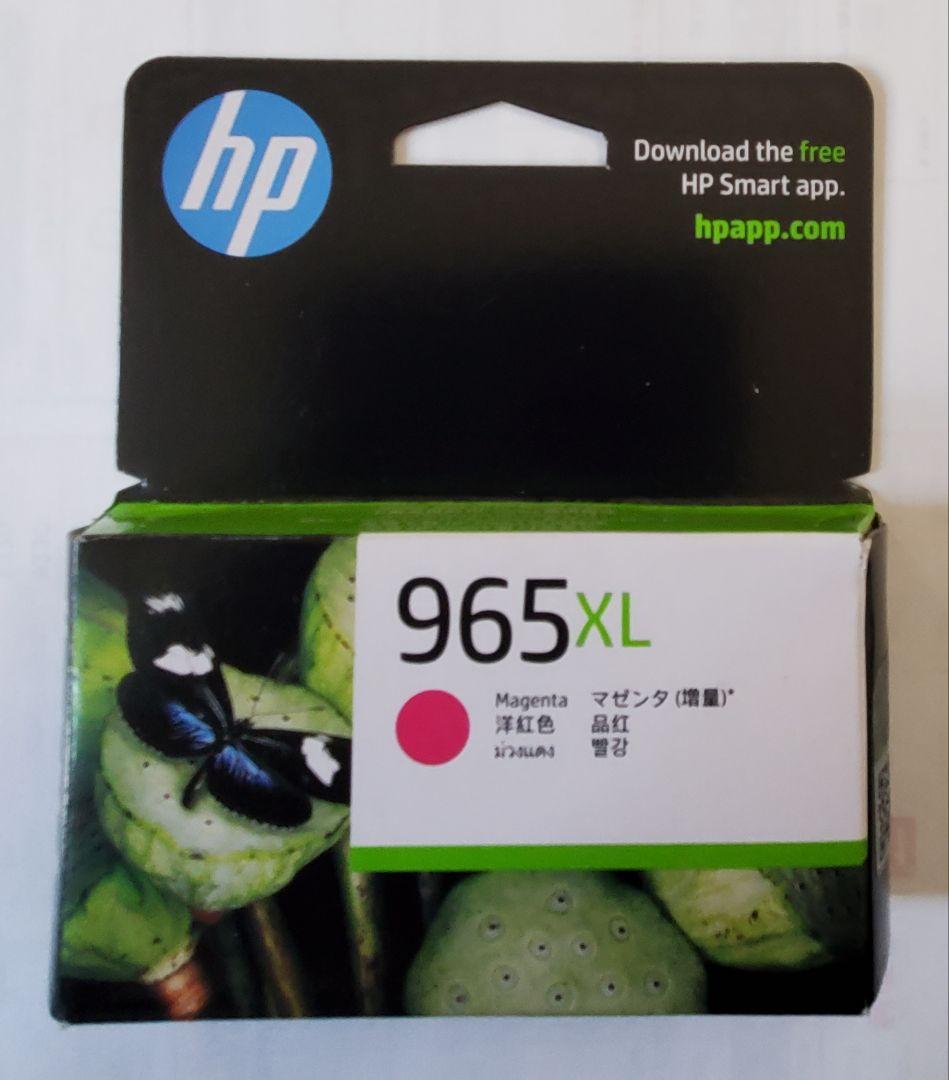 hp
Download the free
HP Smart app.
hpapp.com
965XL
Magenta マゼンタ (増量)*
洋紅色 品红
ม่วงแดง 빨강